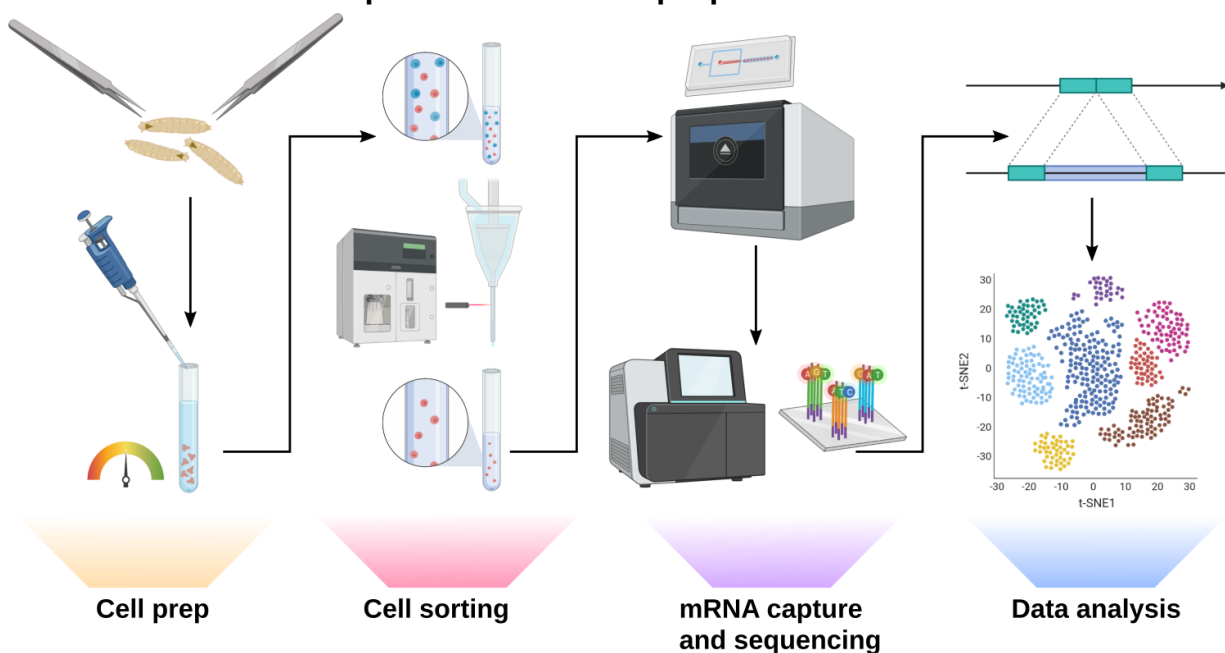 A G T
A T
T C
30
20
10
0
-10
-20
-30
t-SNE2
-30 -20 -10 0 10 20 30
t-SNE1
Cell prep
Cell sorting
mRNA capture
and sequencing
Data analysis